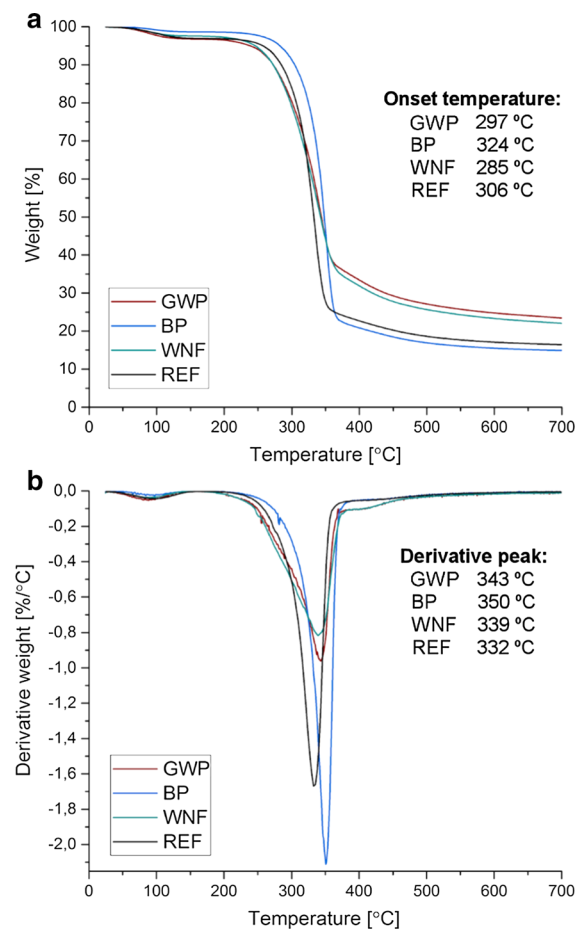 a
100
90
80
70
60
50
40
30
20
10
0
Weight [%]
Onset temperature:
GWP 297 ºC
BP 324 ºC
WNF 285 ºC
REF 306 ºC
GWP
BP
WNF
REF
0 100 200 300 400 500 600 700
Temperature [°C]
b
0,0
-0,2
-0,4
-0,6
-0,8
-1,0
-1,2
-1,4
-1,6
-1,8
-2,0
Derivative weight [%/°C]
Derivative peak:
GWP 343 ºC
BP 350 ºC
WNF 339 ºC
REF 332 ºC
GWP
BP
WNF
REF
0 100 200 300 400 500 600 700
Temperature [°C]